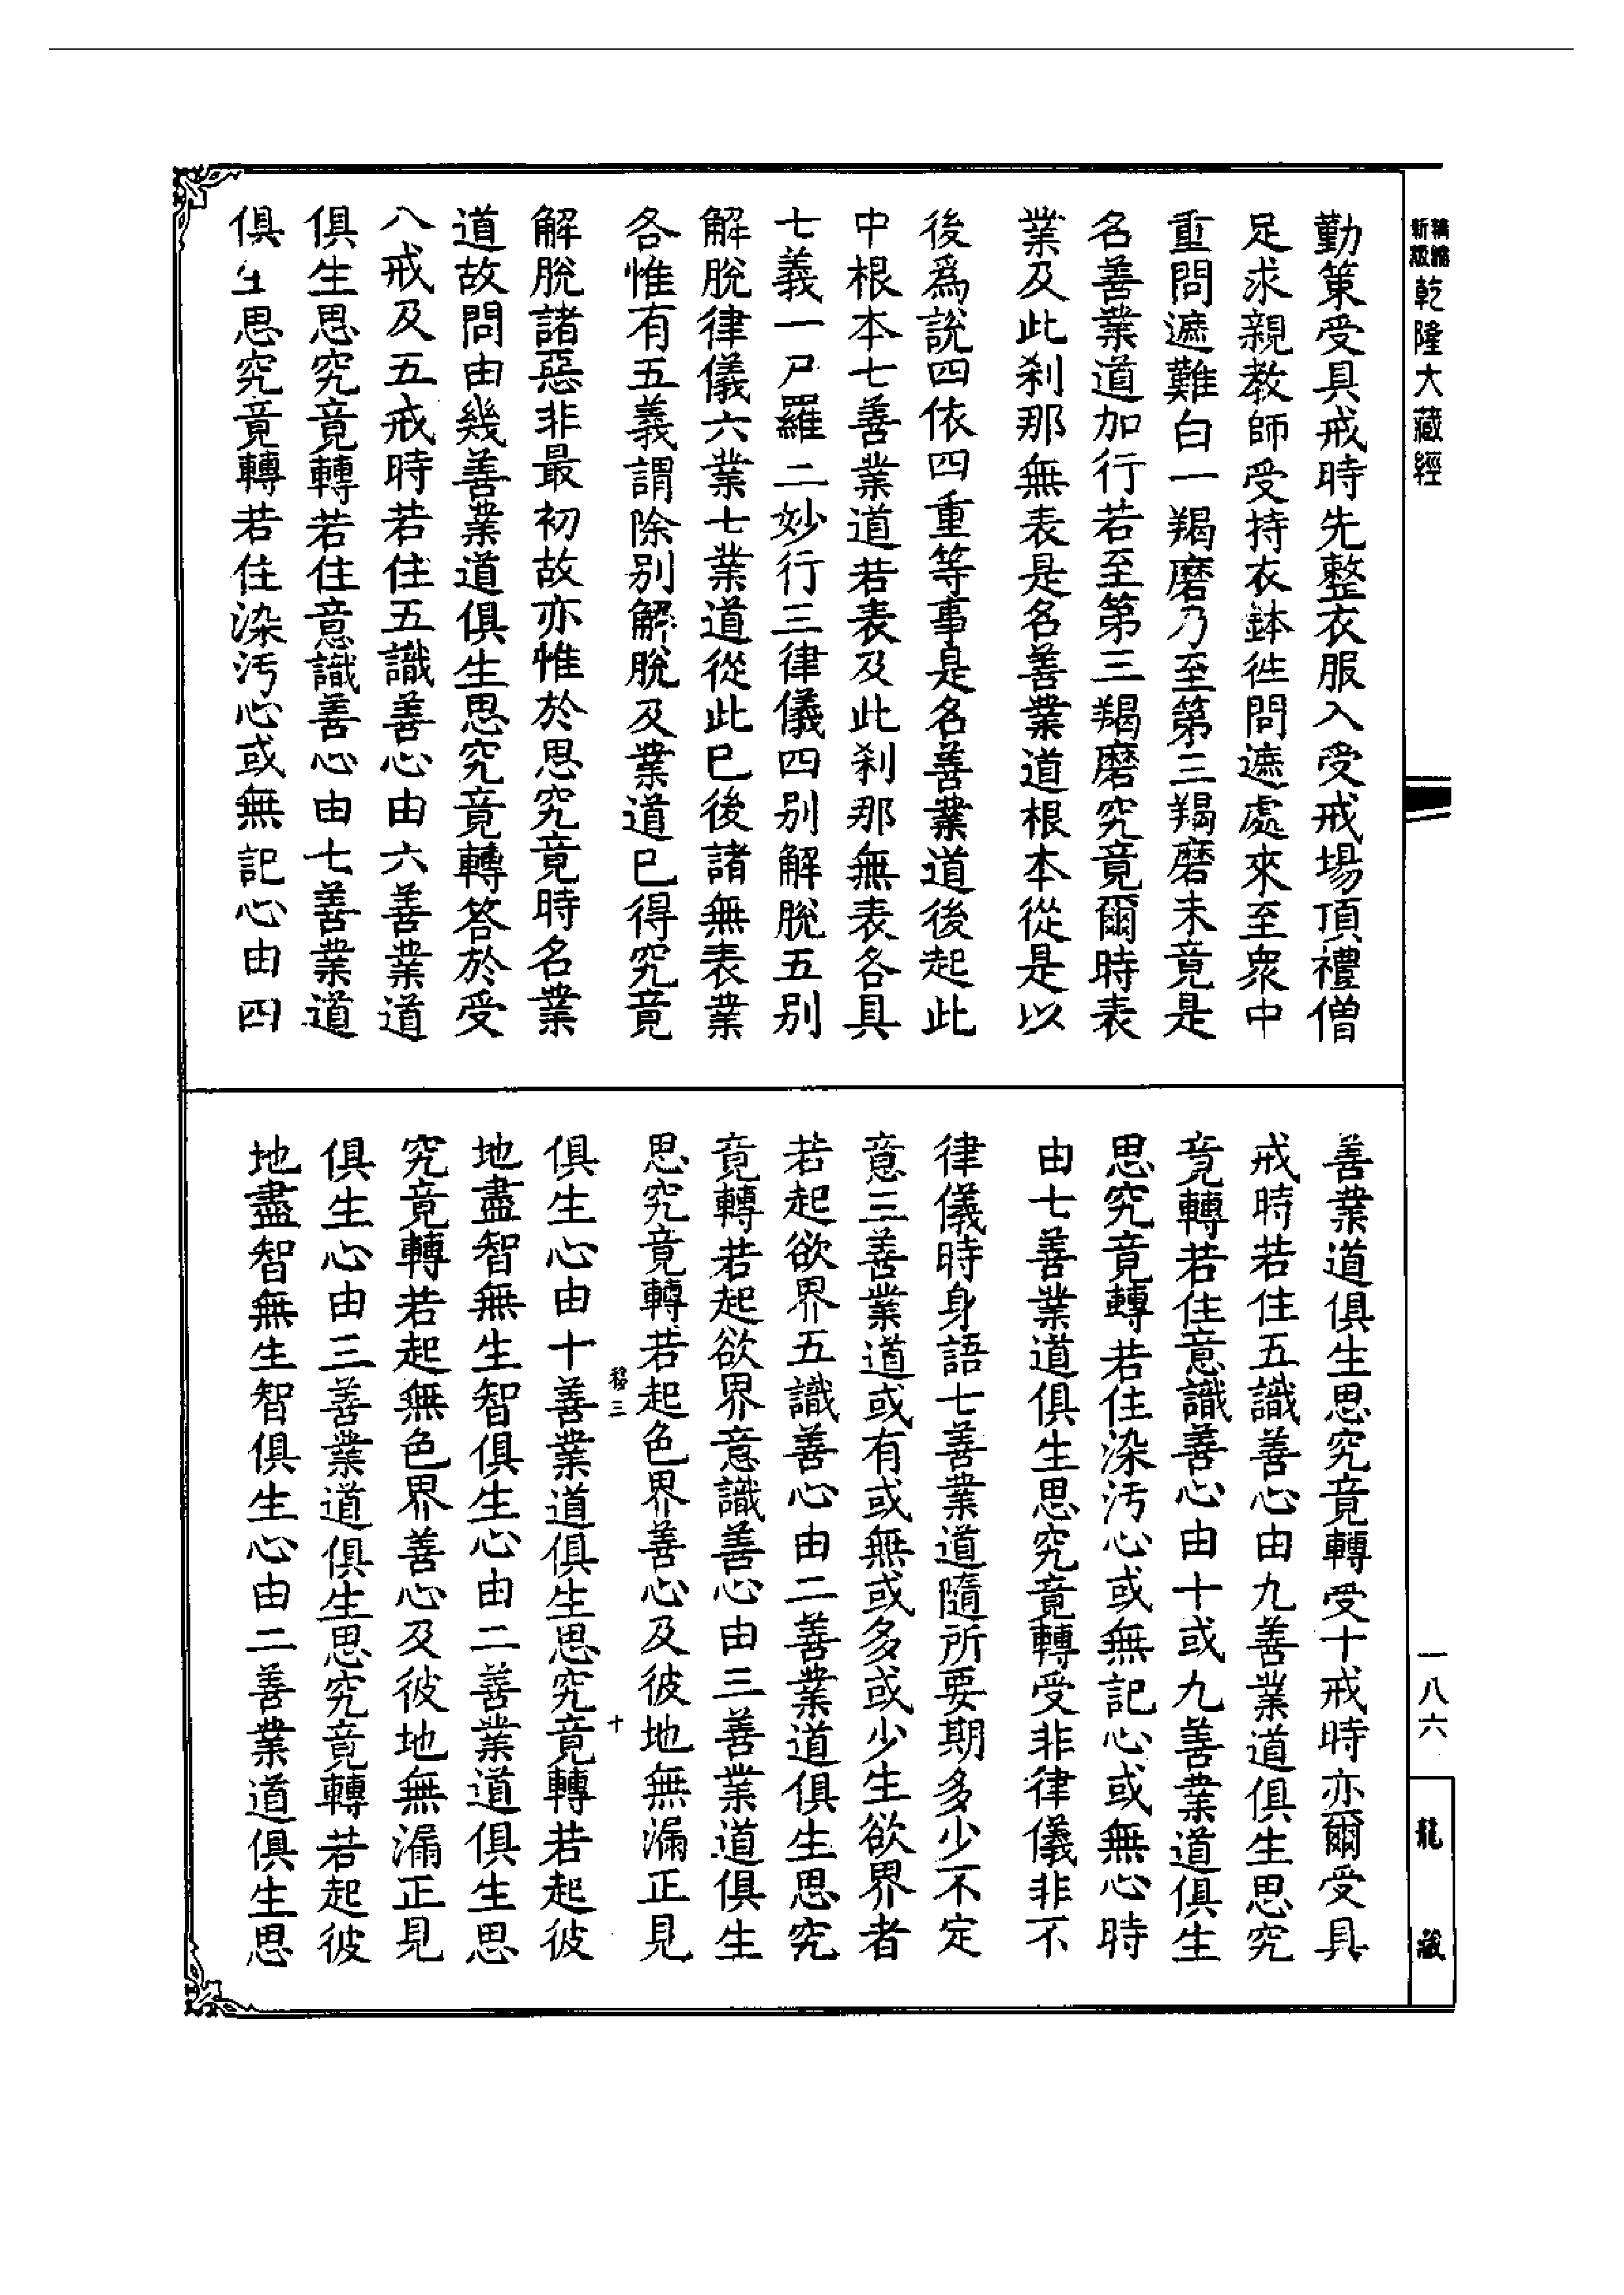 新版
精縮
乾隆大藏經
勤策受具戒時先整衣服入受戒場頂禮僧
足求親教師受持衣鉢徃問遮處來至衆中
重問遮難白一羯磨乃至第三羯磨未竟是
名善業道加行若至第三羯磨究竟爾時表
業及此刹那無表是名善業道根本從是以
後爲說四依四重等事是名善業道後起此
中根本七善業道若表及此刹那無表各具
七義一尸羅二妙行三律儀四別解脫五別
解脫律儀六業七業道從此巳後諸無表業
各惟有五義謂除別解脫及業道巳得究竟
解脫諸惡非最初故亦惟於思究竟時名業
道故問由幾善業道俱生思究竟轉答於受
八戒及五戒時若住五識善心由六善業道
俱生思究竟轉若住意識善心由七善業道
俱生思究竟轉若住染汚心或無記心由四
善業道俱生思究竟轉受十戒時亦爾受具
戒時若住五識善心由九善業道俱生思究
竟轉若住意識善心由十或九善業道俱生
思究竟轉若住染汚心或無記心或無心時
由七善業道俱生思究竟轉受非律儀非不
律儀時身語七善業道隨所要期多少不定
意三善業道或有或無或多或少生欲界者
若起欲界五識善心由二善業道俱生思究
竟轉若起欲界意識善心由三善業道俱生
思究竟轉若起色界善心及彼地無漏正見
移三
十
俱生心由十善業道俱生思究竟轉若起彼
地盡智無生智俱生心由二善業道俱生思
究竟轉若起無色界善心及彼地無漏正見
俱生心由三善業道俱生思究竟轉若起彼
地盡智無生智俱生心由二善業道俱生思
一八六
龍藏